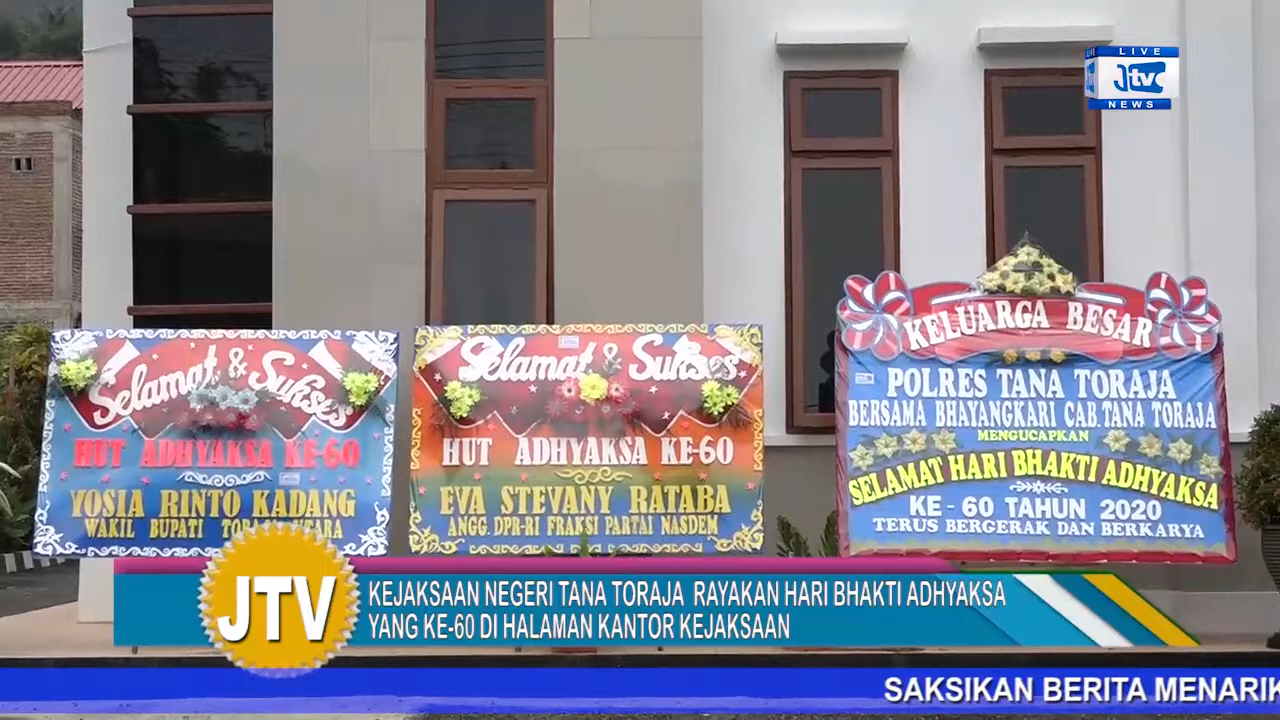 LIVE
LIVE
Jtv
NEWS
Selamat & Sukses
HUT ADHYAKSA KE-60
YOSIA RINTO KADANG
WAKIL BUPATI TORAJA UTARA
Selamat & Sukses
HUT ADHYAKSA KE-60
EVA STEVANY RATABA
ANGG. DPR-RI FRAKSI PARTAI NASDEM
KELUARGA BESAR
POLRES TANA TORAJA
BERSAMA BHAYANGKARI CAB. TANA TORAJA
MENGUCAPKAN
SELAMAT HARI BHAKTI ADHYAKSA
KE - 60 TAHUN 2020
TERUS BERGERAK DAN BERKARYA
JTV
KEJAKSAAN NEGERI TANA TORAJA RAYAKAN HARI BHAKTI ADHYAKSA
YANG KE-60 DI HALAMAN KANTOR KEJAKSAAN
SAKSIKAN BERITA MENARIK